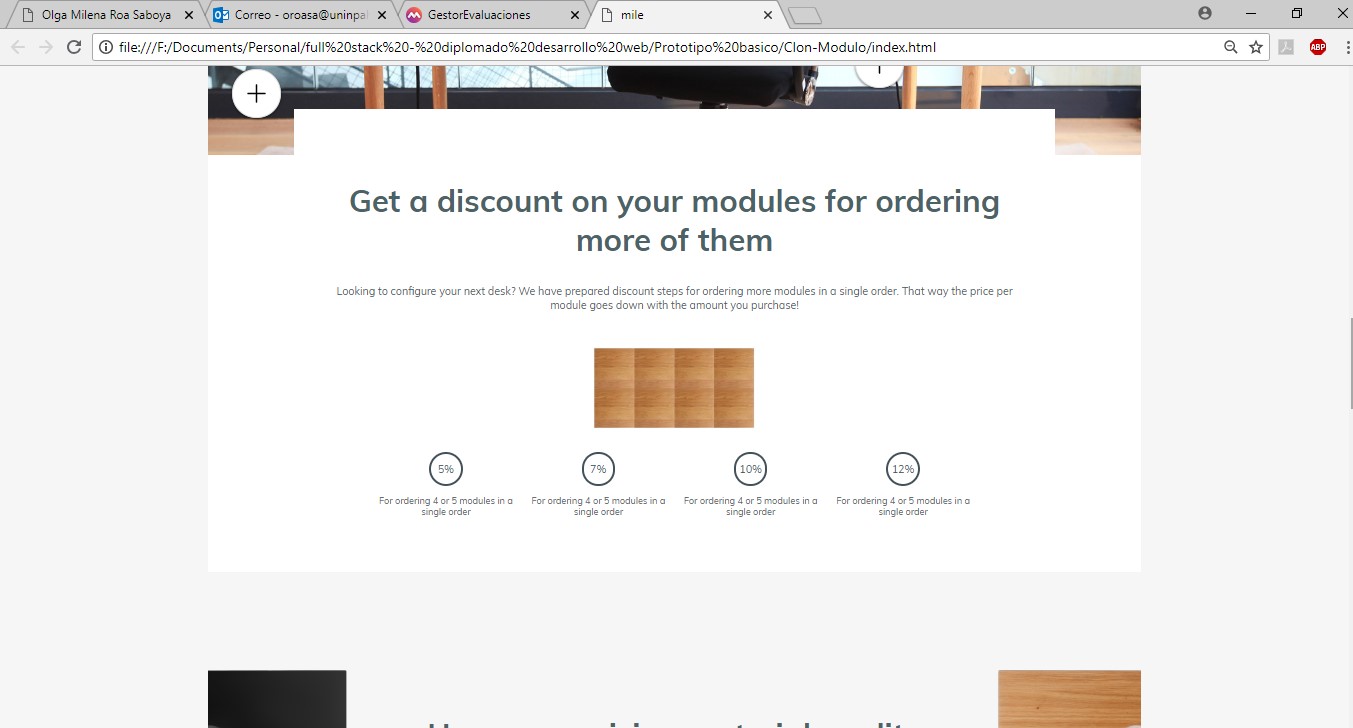 Olga Milena Roa Saboya
Correo - oroasa@uninpa
GestorEvaluaciones
mile
file:///F:/Documents/Personal/full%20stack%20-%20diplomado%20desarrollo%20web/Prototipo%20basico/Clon-Modulo/index.html
ABP
Get a discount on your modules for ordering
more of them
Looking to configure your next desk? We have prepared discount steps for ordering more modules in a single order. That way the price per
module goes down with the amount you purchase!
5%
7%
10%
12%
For ordering 4 or 5 modules in a
single order
For ordering 4 or 5 modules in a
single order
For ordering 4 or 5 modules in a
single order
For ordering 4 or 5 modules in a
single order